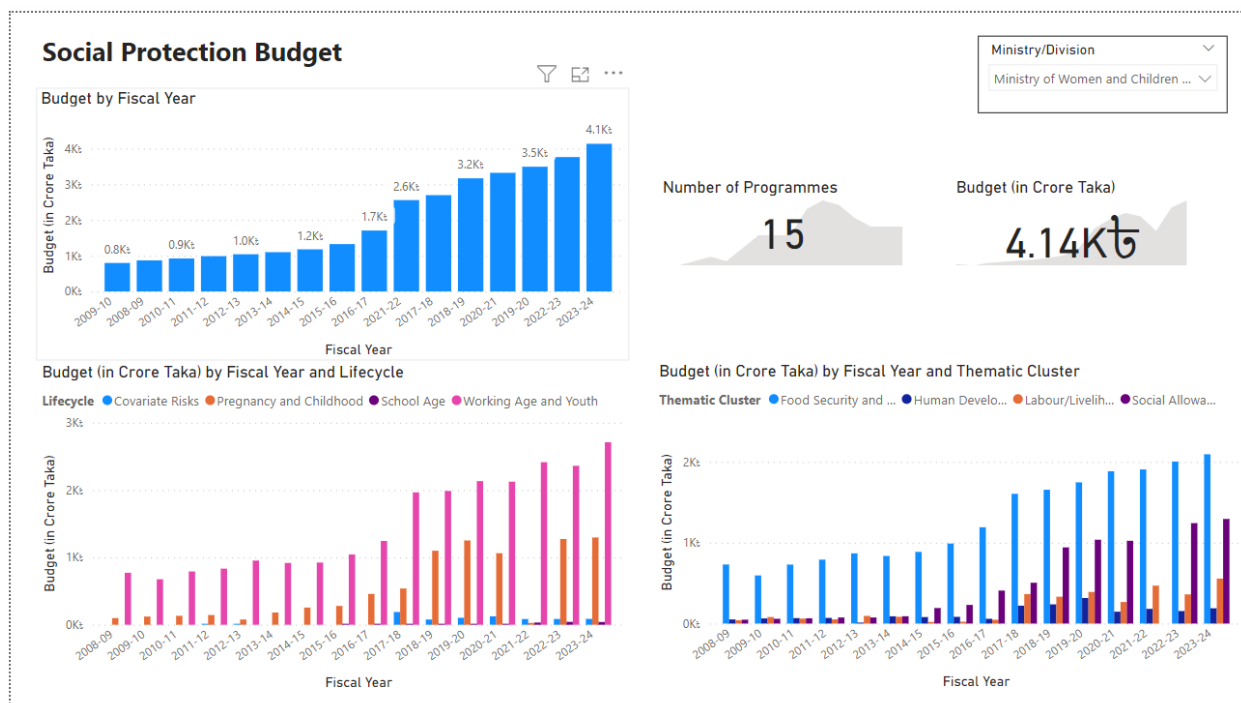 Social Protection Budget
Ministry/Division
Ministry of Women and Children ...
Budget by Fiscal Year
Budget (in Crore Taka)
4K৳
3K৳
2K৳
1K৳
0K৳
0.8K৳
0.9K৳
1.0K৳
1.2K৳
1.7K৳
2.6K৳
3.2K৳
3.5K৳
4.1K৳
2009-10
2008-09
2010-11
2011-12
2012-13
2013-14
2014-15
2015-16
2016-17
2021-22
2017-18
2018-19
2020-21
2019-20
2022-23
2023-24
Fiscal Year
Number of Programmes
15
Budget (in Crore Taka)
4.14K৳
Budget (in Crore Taka) by Fiscal Year and Lifecycle
Lifecycle Covariate Risks Pregnancy and Childhood School Age Working Age and Youth
Budget (in Crore Taka)
3K৳
2K৳
1K৳
0K৳
2008-09
2009-10
2010-11
2011-12
2012-13
2013-14
2014-15
2015-16
2016-17
2017-18
2018-19
2019-20
2020-21
2021-22
2022-23
2023-24
Fiscal Year
Budget (in Crore Taka) by Fiscal Year and Thematic Cluster
Thematic Cluster Food Security and ... Human Develo... Labour/Livelih... Social Allowa...
Budget (in Crore Taka)
2K৳
1K৳
0K৳
2008-09
2009-10
2010-11
2011-12
2012-13
2013-14
2014-15
2015-16
2016-17
2017-18
2018-19
2019-20
2020-21
2021-22
2022-23
2023-24
Fiscal Year